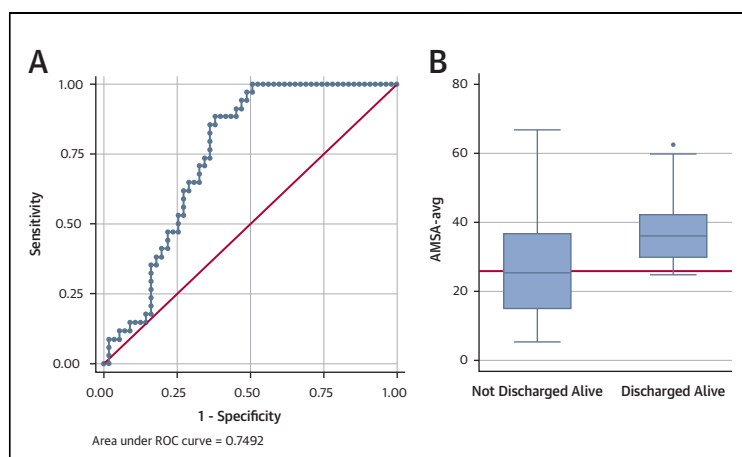 A
1.00
0.75
0.50
0.25
0.00
Sensitivity
0.00 0.25 0.50 0.75 1.00
1 - Specificity
Area under ROC curve = 0.7492
B
80
60
40
20
0
AMSA-avg
Not Discharged Alive Discharged Alive